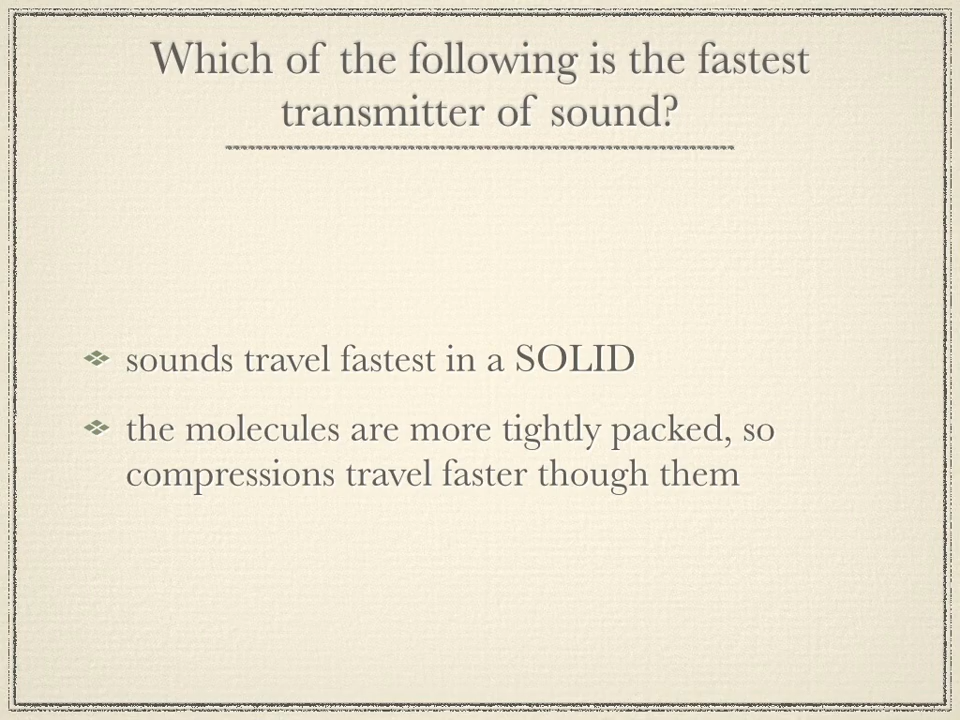 Which of the following is the fastest
transmitter of sound?
sounds travel fastest in a SOLID
the molecules are more tightly packed, so
compressions travel faster though them